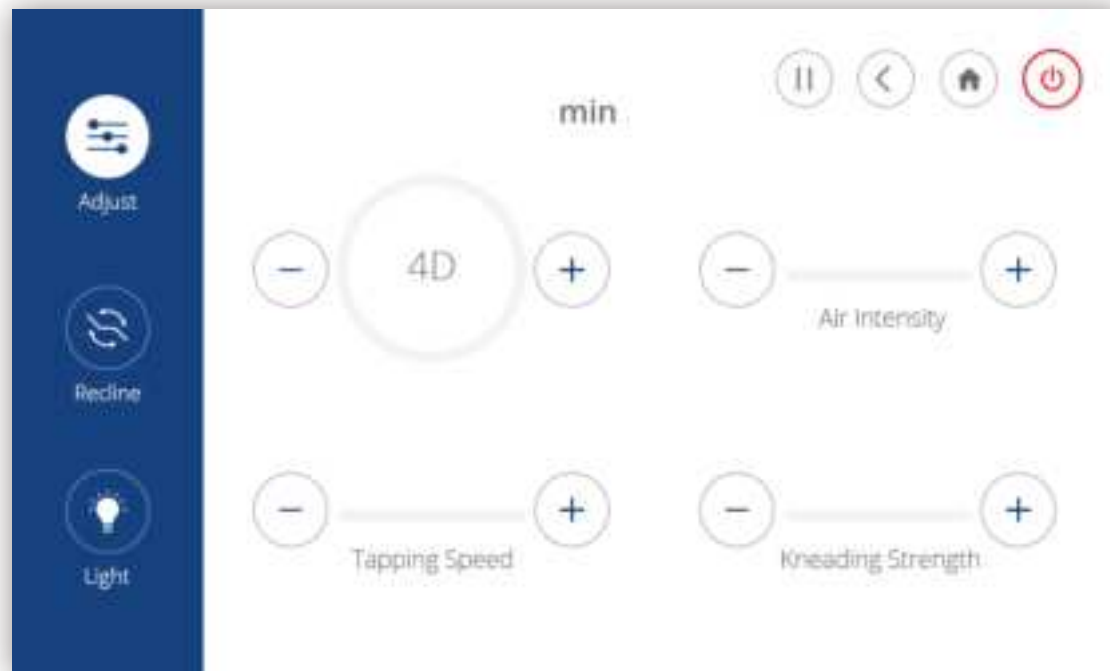 min
Adjust
4D
Air Intensity
Recline
Tapping Speed
Kneading Strength
Light